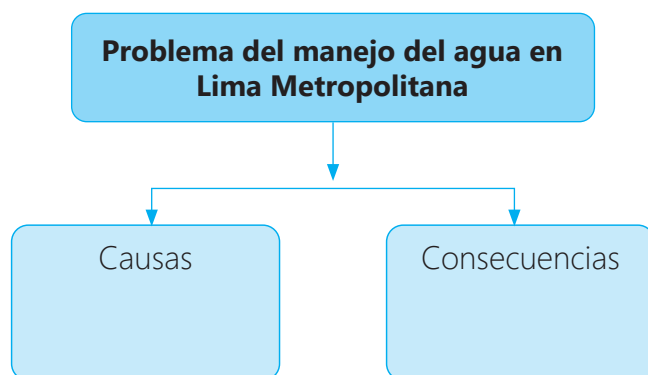 Problema del manejo del agua en
Lima Metropolitana
Causas
Consecuencias